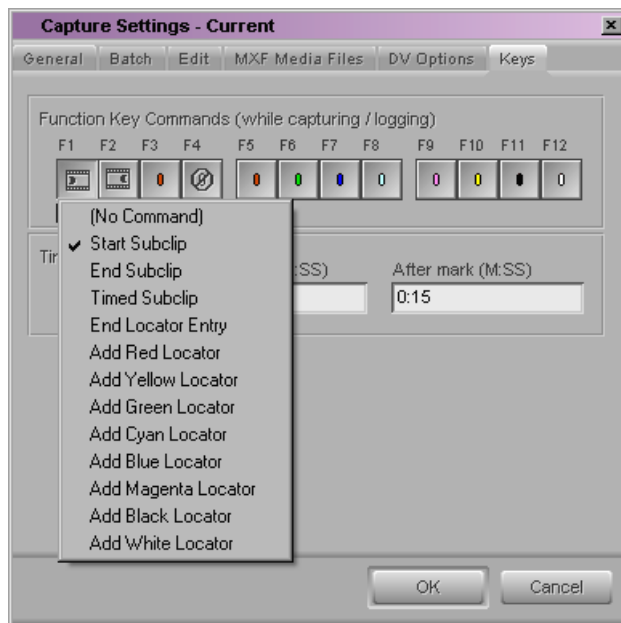 Capture Settings - Current
General Batch Edit MXF Media Files DV Options Keys
Function Key Commands (while capturing / logging)
F1 F2 F3 F4 F5 F6 F7 F8 F9 F10 F11 F12
(No Command)
Start Subclip
End Subclip
Timed Subclip
End Locator Entry
Add Red Locator
Add Yellow Locator
Add Green Locator
Add Cyan Locator
Add Blue Locator
Add Magenta Locator
Add Black Locator
Add White Locator
:SS)
After mark (M:SS)
0:15
OK Cancel